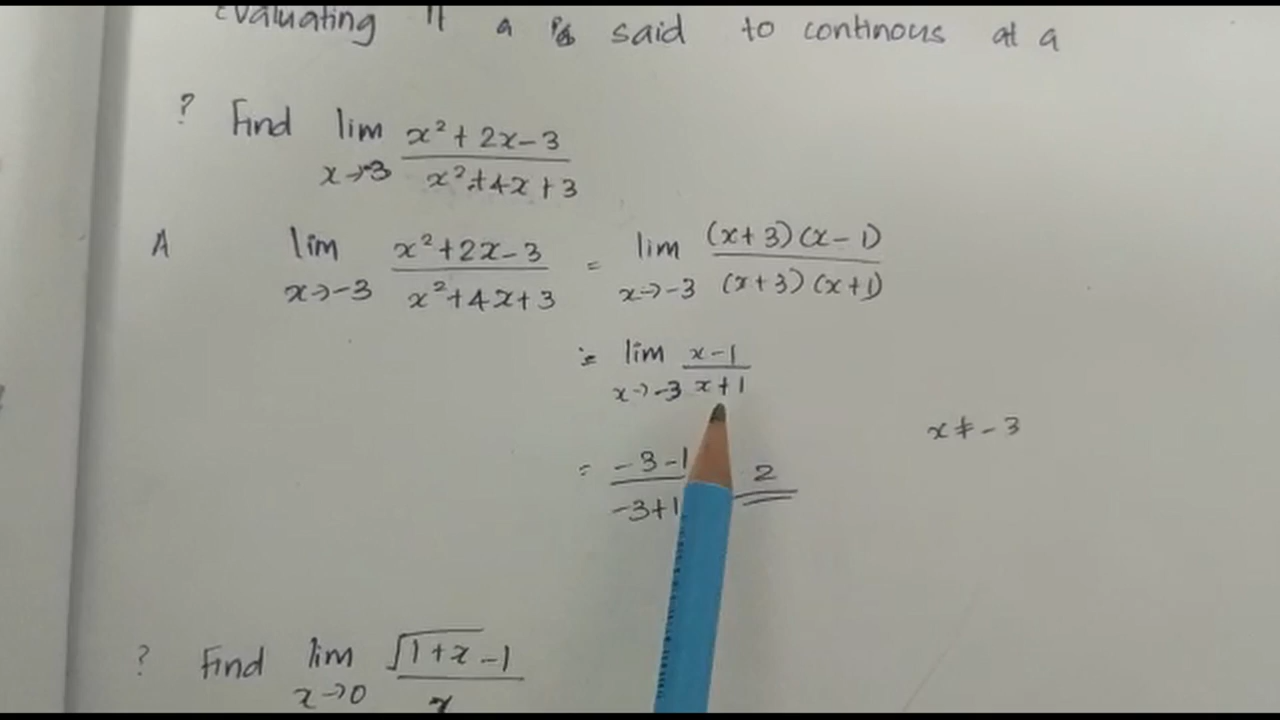 Evaluating If a is said to continous at a
? Find lim x→-3 x²+2x-3 / x²+4x+3
A lim x→-3 x²+2x-3 / x²+4x+3 = lim x→-3 (x+3)(x-1) / (x+3)(x+1)
= lim x→-3 x-1 / x+1
x≠-3
= -3-1 / -3+1 2
? Find lim x→0 √1+x -1 / x